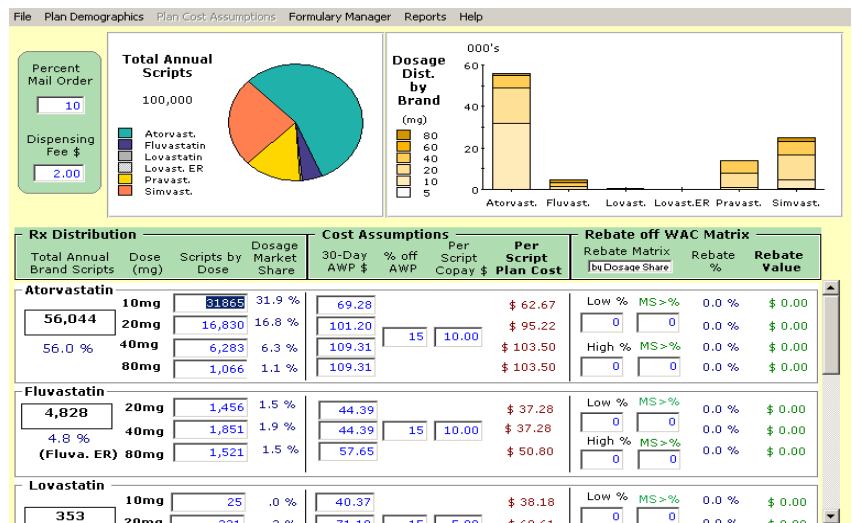 File Plan Demographics Plan Cost Assumptions Formulary Manager Reports Help
Percent
Mail Order
10
Dispensing
Fee $
2.00
Total Annual
Scripts
100,000
Atorvast.
Fluvastatin
Lovastatin
Lovast. ER
Pravast.
Simvast.
Dosage
Dist.
by
Brand
(mg)
80
60
40
20
10
5
000's
60
40
20
0
Atorvast. Fluvast. Lovast. Lovast.ER Pravast. Simvast.
Rx Distribution
Total Annual
Brand Scripts
Dose
(mg)
Scripts by
Dose
Dosage
Market
Share
Cost Assumptions
30-Day
AWP $
% off
AWP
Per
Script
Copay $
Per
Script
Plan Cost
Rebate off WAC Matrix
Rebate Matrix
by Dosage Share
Rebate
%
Rebate
Value
Atorvastatin
56,044
56.0 %
10mg 31865 31.9 % 69.28 $ 62.67
20mg 16,830 16.8 % 101.20 $ 95.22
40mg 6,283 6.3 % 109.31 $ 103.50
80mg 1,066 1.1 % 109.31 $ 103.50
15 10.00
Low % MS>% 0.0 % $ 0.00
0 0 0.0 % $ 0.00
High % MS>% 0.0 % $ 0.00
0 0 0.0 % $ 0.00
Fluvastatin
4,828
4.8 %
(Fluva. ER)
20mg 1,456 1.5 % 44.39 $ 37.28
40mg 1,851 1.9 % 44.39 15 10.00 $ 37.28
80mg 1,521 1.5 % 57.65 $ 50.80
Low % MS>% 0.0 % $ 0.00
0 0 0.0 % $ 0.00
High % MS>% 0.0 % $ 0.00
0 0
Lovastatin
353
10mg 25 .0 % 40.37 $ 38.18
Low % MS>% 0.0 % $ 0.00
20mg
0 0